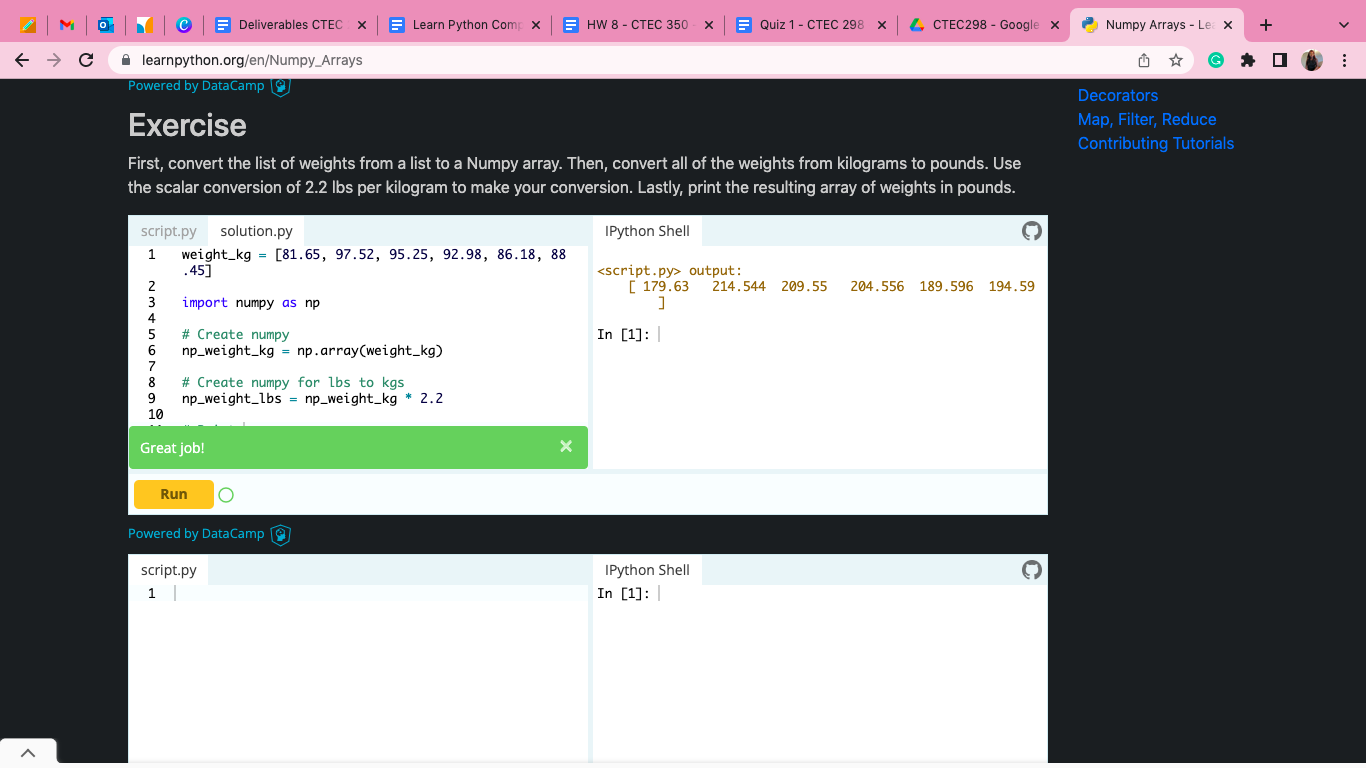 Deliverables CTEC
Learn Python Comp
HW 8 - CTEC 350 -
Quiz 1 - CTEC 298
CTEC298 - Google
Numpy Arrays - Lea
learnpython.org/en/Numpy_Arrays
Powered by DataCamp
Decorators
Map, Filter, Reduce
Contributing Tutorials
Exercise
First, convert the list of weights from a list to a Numpy array. Then, convert all of the weights from kilograms to pounds. Use
the scalar conversion of 2.2 lbs per kilogram to make your conversion. Lastly, print the resulting array of weights in pounds.
script.py
solution.py
1 weight_kg = [81.65, 97.52, 95.25, 92.98, 86.18, 88
.45]
2
3 import numpy as np
4
5 # Create numpy
6 np_weight_kg = np.array(weight_kg)
7
8 # Create numpy for lbs to kgs
9 np_weight_lbs = np_weight_kg * 2.2
10
Great job!
Run
IPython Shell
<script.py> output:
[ 179.63 214.544 209.55 204.556 189.596 194.59
]
In [1]:
Powered by DataCamp
script.py
1
IPython Shell
In [1]: